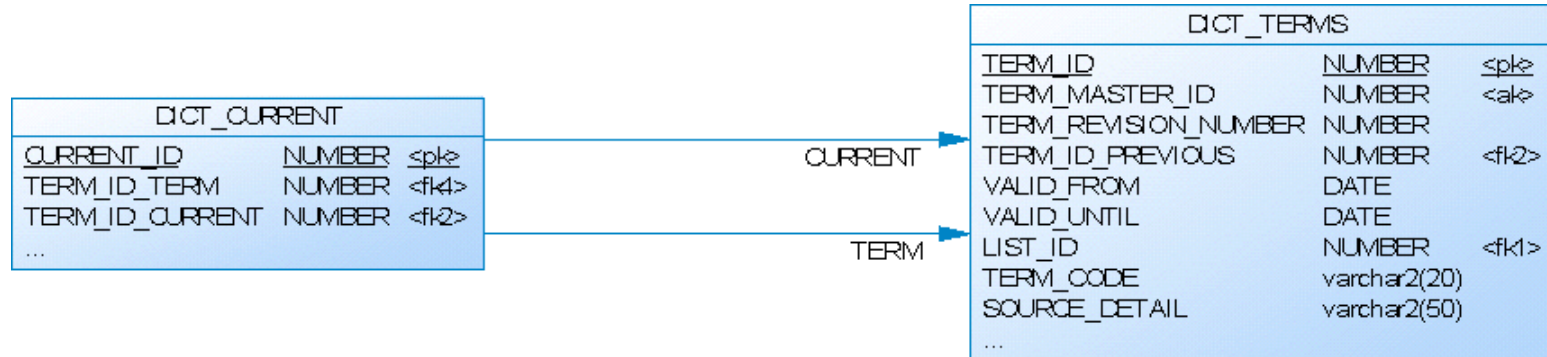 DICT_CURRENT
CURRENT_ID NUMBER <pk>
TERM_ID_TERM NUMBER <fk4>
TERM_ID_CURRENT NUMBER <fk2>
...
CURRENT
TERM
DICT_TERMS
TERM_ID NUMBER <pk>
TERM_MASTER_ID NUMBER <ak>
TERM_REVISION_NUMBER NUMBER
TERM_ID_PREVIOUS NUMBER <fk2>
VALID_FROM DATE
VALID_UNTIL DATE
LIST_ID NUMBER <fk1>
TERM_CODE varchar2(20)
SOURCE_DETAIL varchar2(50)
...